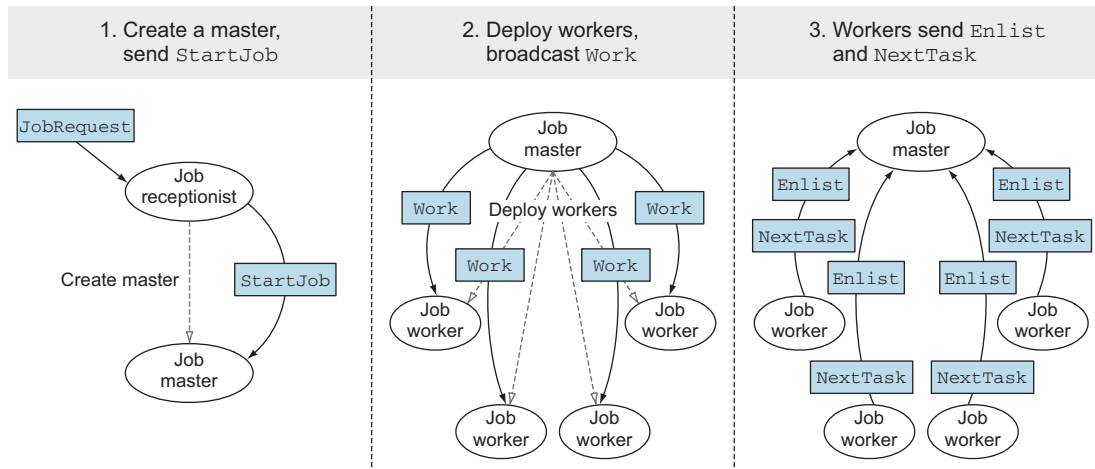 1. Create a master,
send StartJob
JobRequest
Job
receptionist
Create master
StartJob
Job
master
2. Deploy workers,
broadcast Work
Job
master
Work
Deploy workers
Work
Work
Work
Job
worker
Job
worker
Job
worker
Job
worker
3. Workers send Enlist
and NextTask
Job
master
Enlist
Enlist
NextTask
NextTask
Enlist
Enlist
Job
worker
Job
worker
NextTask
NextTask
Job
worker
Job
worker